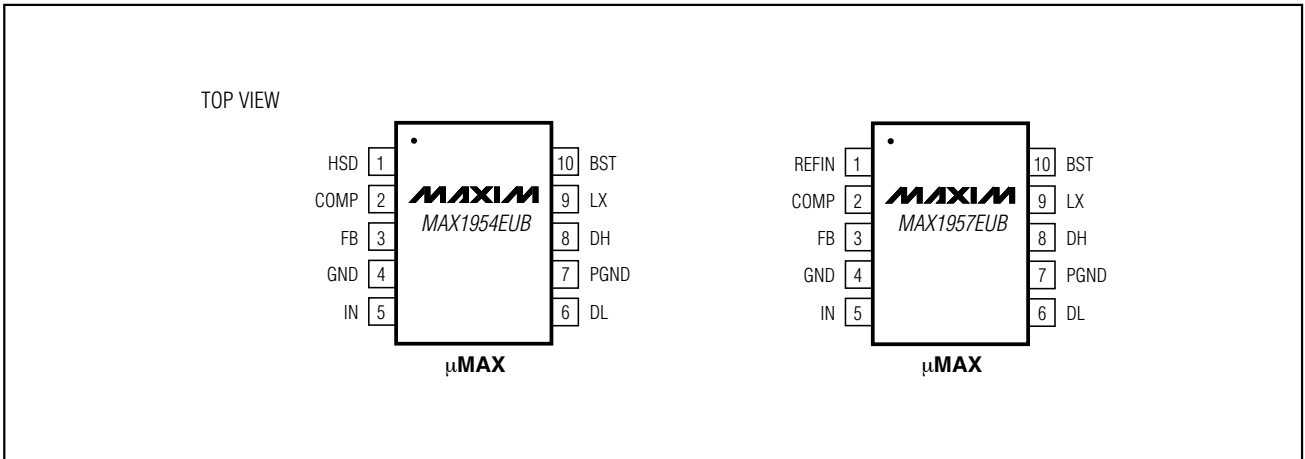 TOP VIEW
HSD 1
COMP 2
FB 3
GND 4
IN 5
MAXIM
MAX1954EUB
10 BST
9 LX
8 DH
7 PGND
6 DL
µMAX
REFIN 1
COMP 2
FB 3
GND 4
IN 5
MAXIM
MAX1957EUB
10 BST
9 LX
8 DH
7 PGND
6 DL
µMAX